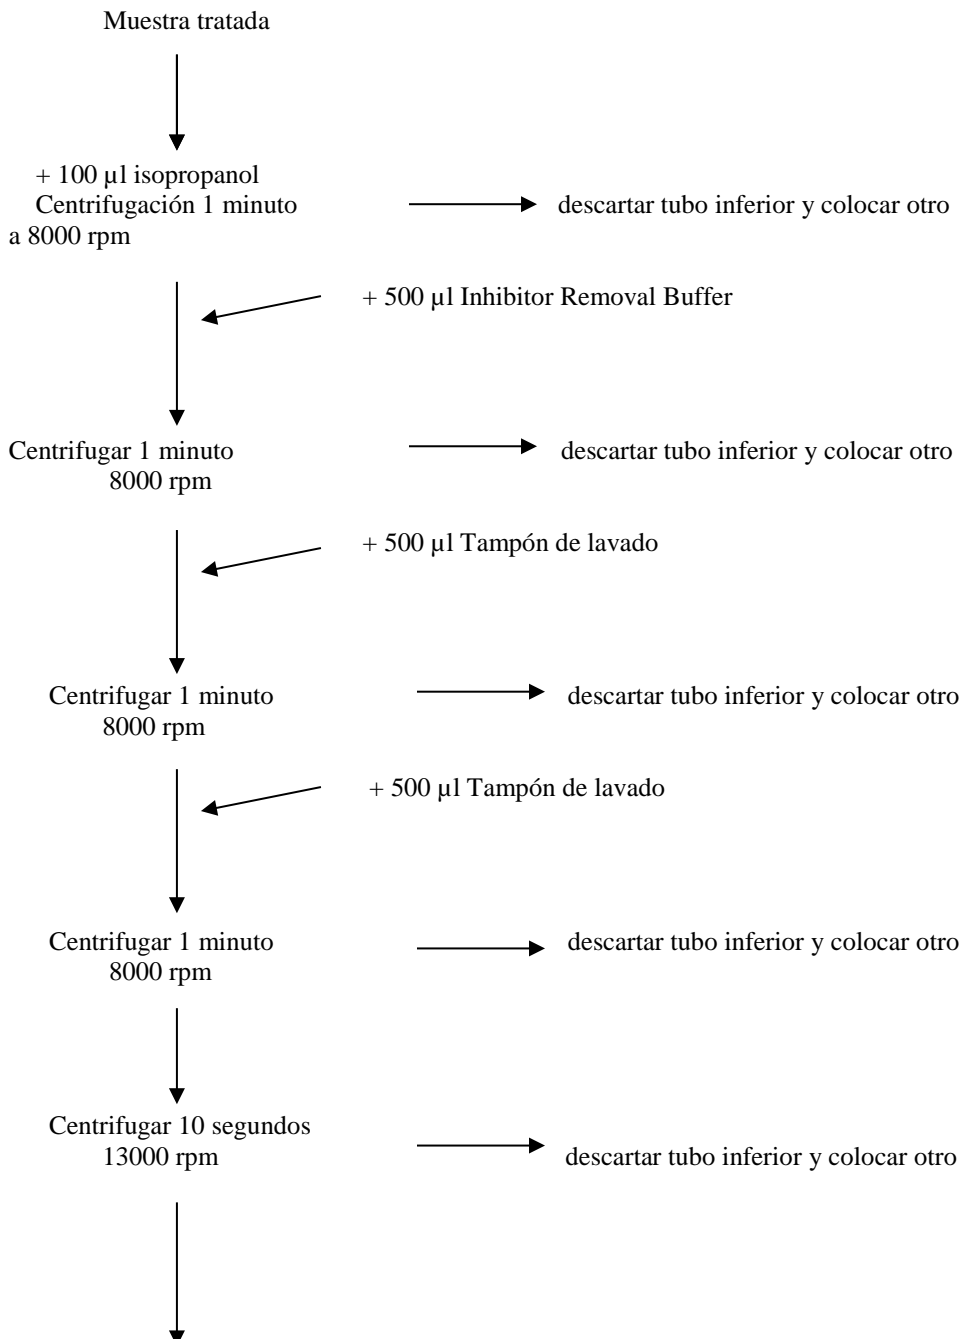 Muestra tratada
+ 100 µl isopropanol
Centrifugación 1 minuto
a 8000 rpm
descartar tubo inferior y colocar otro
+ 500 µl Inhibitor Removal Buffer
Centrifugar 1 minuto
8000 rpm
descartar tubo inferior y colocar otro
+ 500 µl Tampón de lavado
Centrifugar 1 minuto
8000 rpm
descartar tubo inferior y colocar otro
+ 500 µl Tampón de lavado
Centrifugar 1 minuto
8000 rpm
descartar tubo inferior y colocar otro
Centrifugar 10 segundos
13000 rpm
descartar tubo inferior y colocar otro